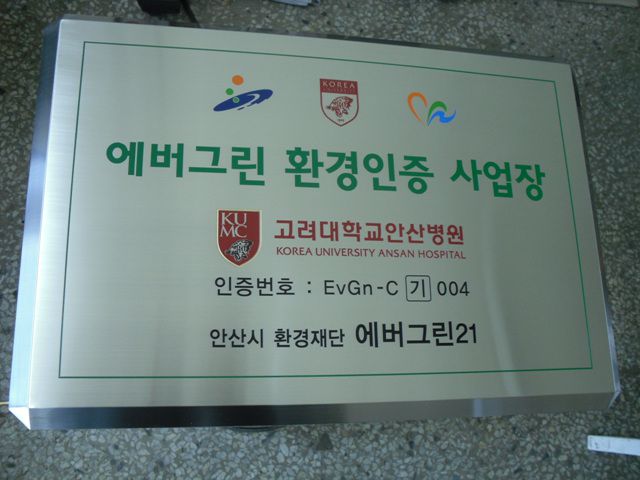 KOREA
에버그린 환경인증 사업장
KU
MC
고려대학교안산병원
KOREA UNIVERSITY ANSAN HOSPITAL
인증번호 : EvGn-C 기 004
안산시 환경재단 에버그린21